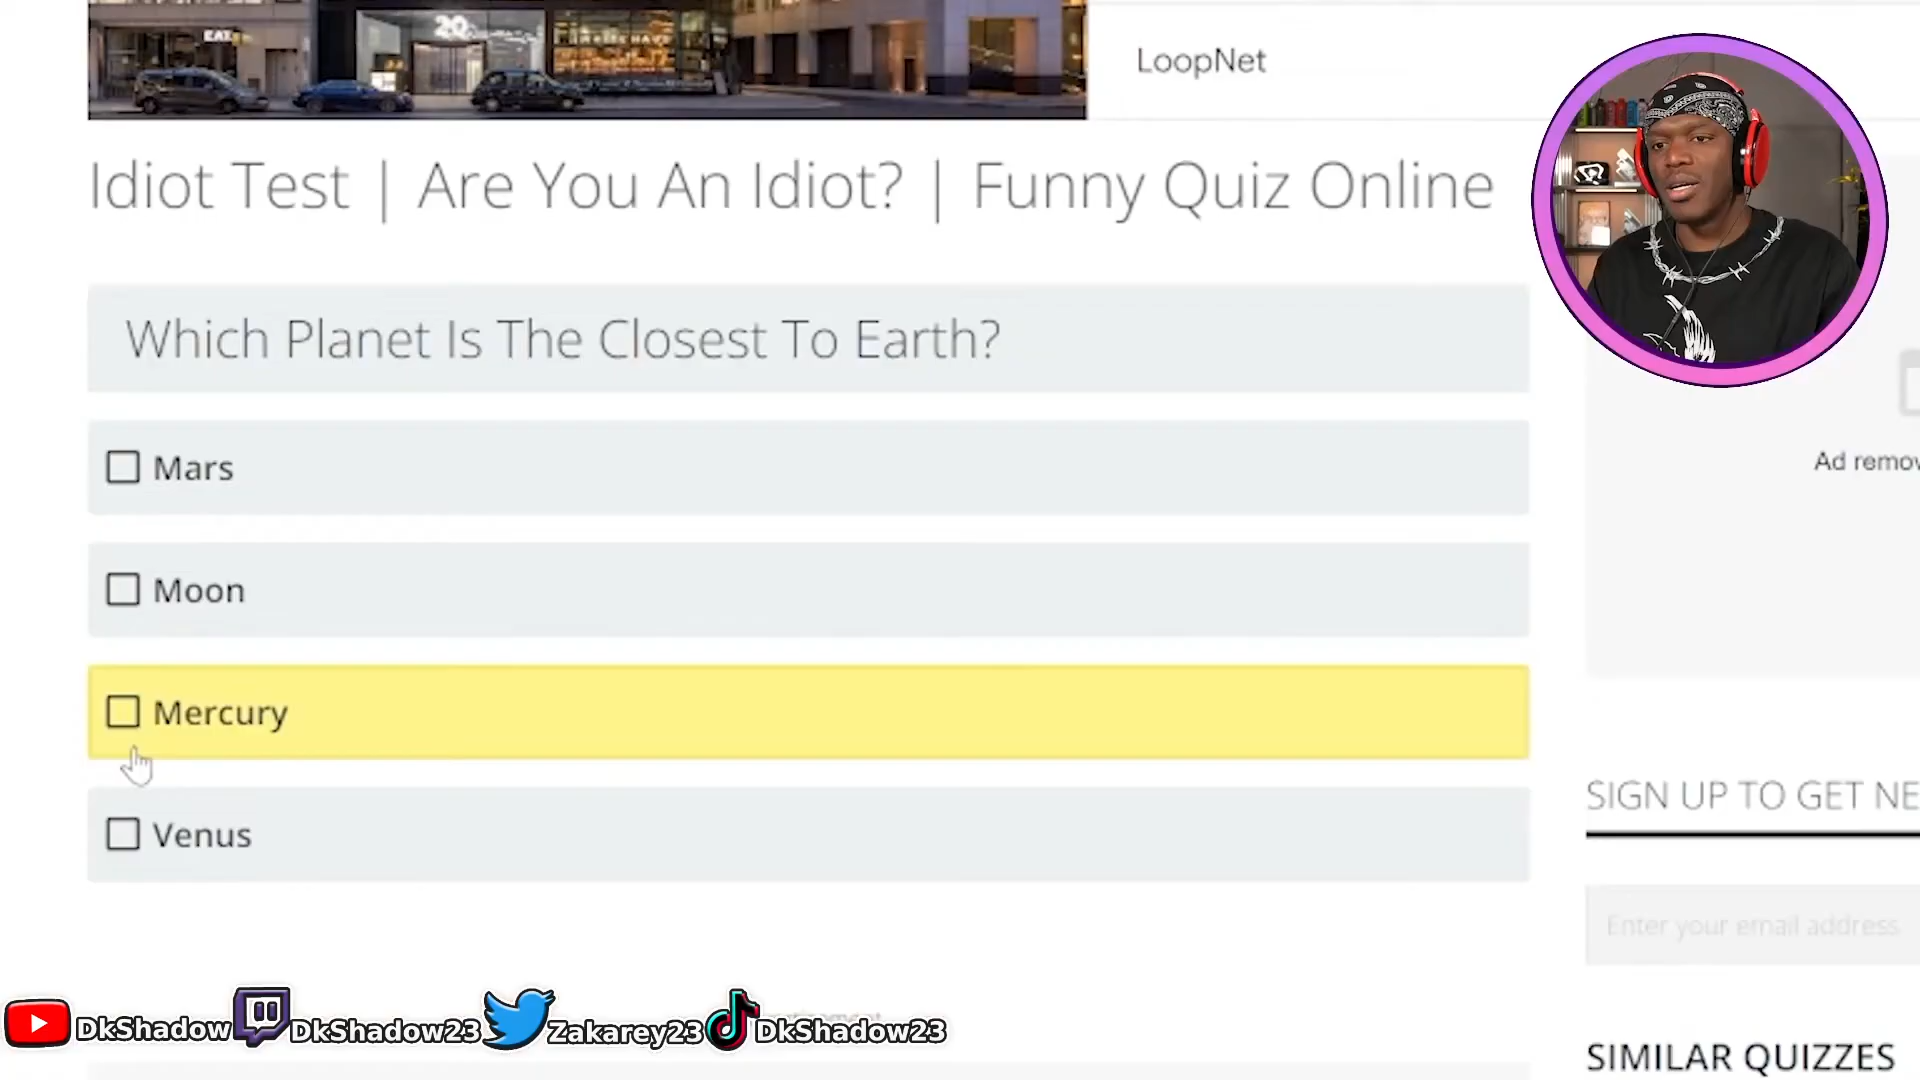 EAT
20
LoopNet
Idiot Test | Are You An Idiot? | Funny Quiz Online
Which Planet Is The Closest To Earth?
Mars
Moon
Mercury
Venus
Ad remov
SIGN UP TO GET NE
Enter your email address
DkShadow DkShadow23 Zakarey23 DkShadow23
SIMILAR QUIZZES